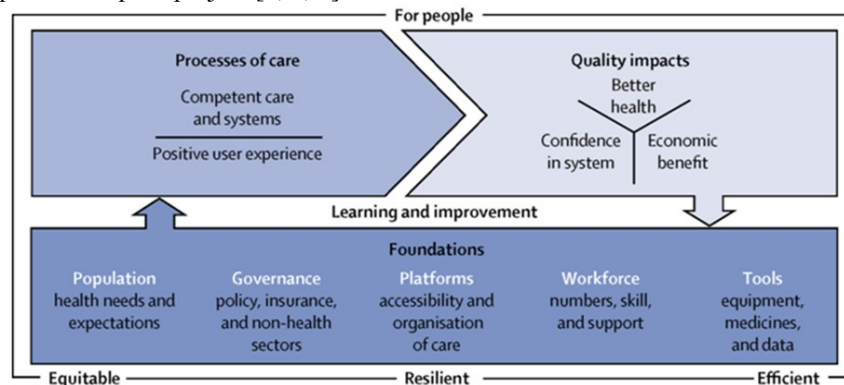 For people
Processes of care
Competent care
and systems
Positive user experience
Quality impacts
Better
health
Confidence
in system
Economic
benefit
Learning and improvement
Foundations
Population
health needs and
expectations
Governance
policy, insurance,
and non-health
sectors
Platforms
accessibility and
organisation
of care
Workforce
numbers, skill,
and support
Tools
equipment,
medicines,
and data
Equitable
Resilient
Efficient